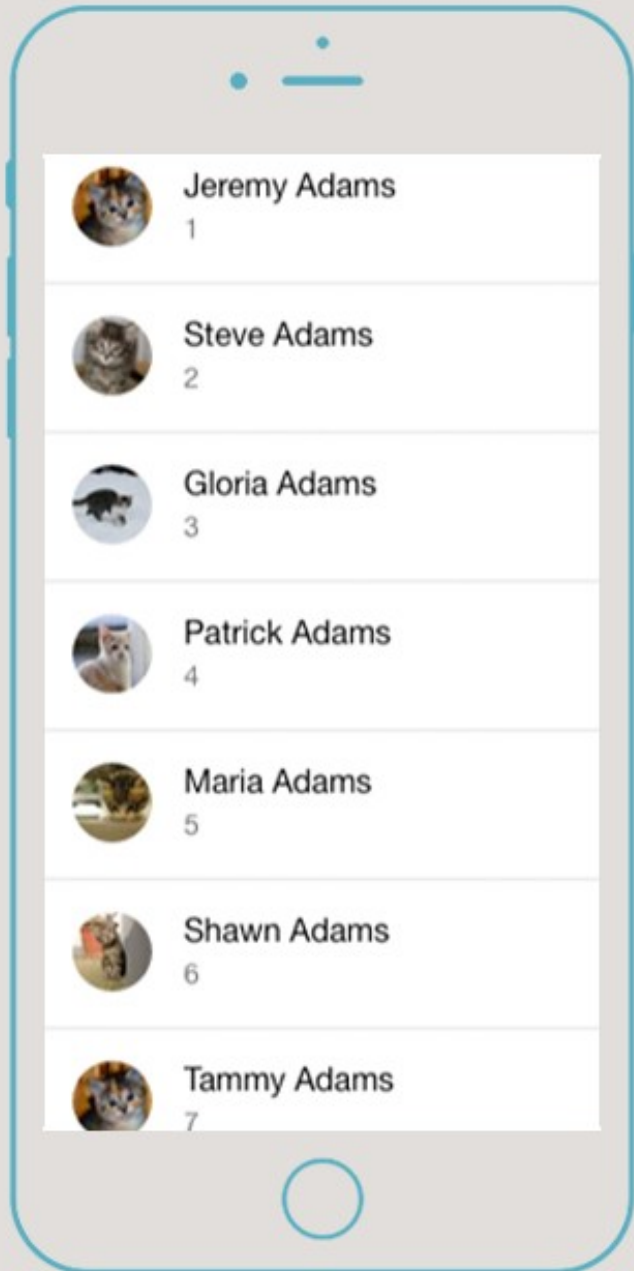 Jeremy Adams
1
Steve Adams
2
Gloria Adams
3
Patrick Adams
4
Maria Adams
5
Shawn Adams
6
Tammy Adams
7